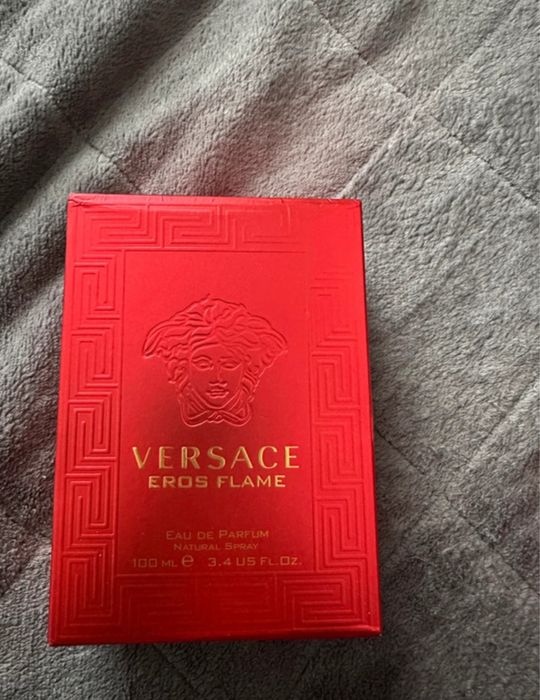 VERSACE
EROS FLAME
EAU DE PARFUM
NATURAL SPRAY
100 ML ℮ 3.4 US FL.OZ.